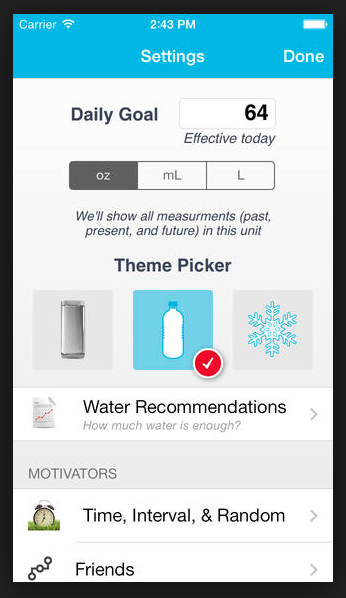 Carrier 2:43 PM
Settings Done
Daily Goal 64
Effective today
oz mL L
We'll show all measurments (past,
present, and future) in this unit
Theme Picker
Water Recommendations
How much water is enough?
MOTIVATORS
Time, Interval, & Random
Friends